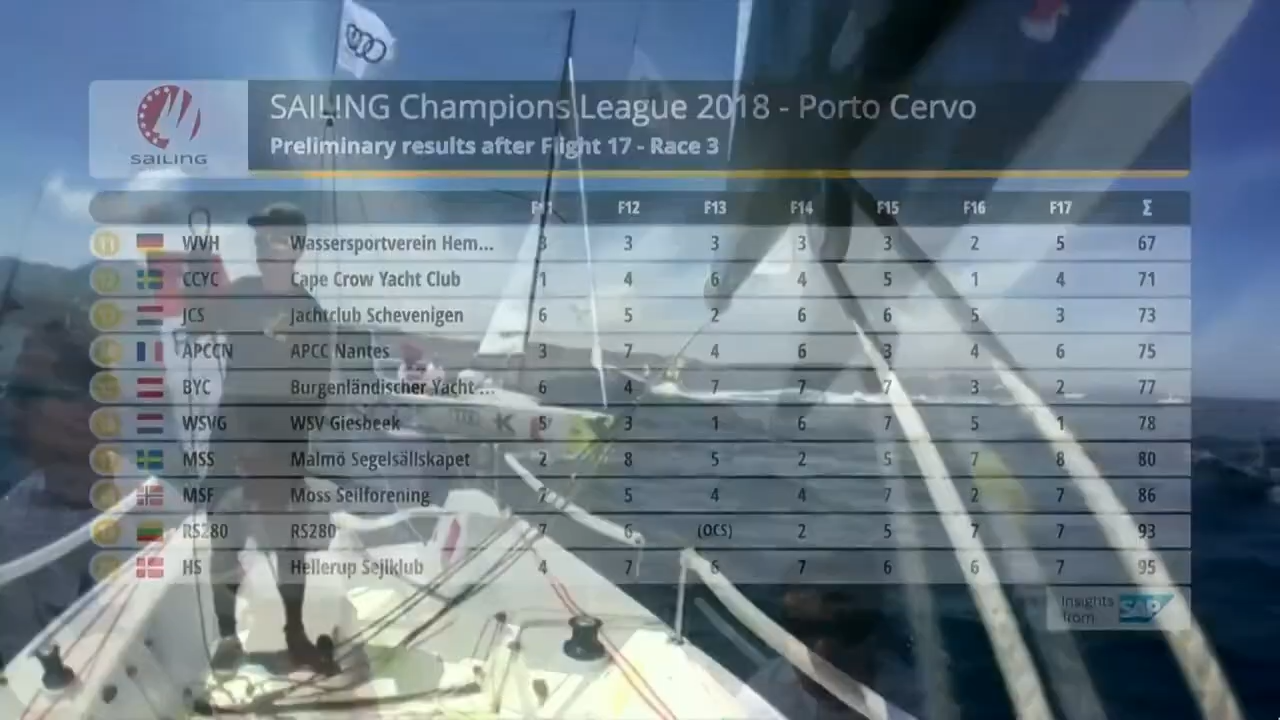 SAILING Champions League 2018 - Porto Cervo
Preliminary results after Flight 17 - Race 3
SAILING
F11 F12 F13 F14 F15 F16 F17 Σ
11 WVH Wassersportverein Hem... 3 3 3 3 3 2 5 67
CCYC Cape Crow Yacht Club 1 4 6 4 5 1 4 71
JCS Jachtclub Schevenigen 6 5 2 6 6 5 3 73
APCCN APCC Nantes 3 7 4 6 3 4 6 75
BYC Burgenländischer Yacht ... 6 4 7 7 7 3 2 77
WSVG WSV Giesbeek 5 3 1 6 7 5 1 78
MSS Malmö Segelsällskapet 2 8 5 2 5 7 8 80
MSF Moss Seilforening 7 5 4 4 7 2 7 86
RS280 RS280 7 6 (OCS) 2 5 7 7 93
HS Hellerup Sejlklub 4 7 6 7 6 6 7 95
Insights
from SAP